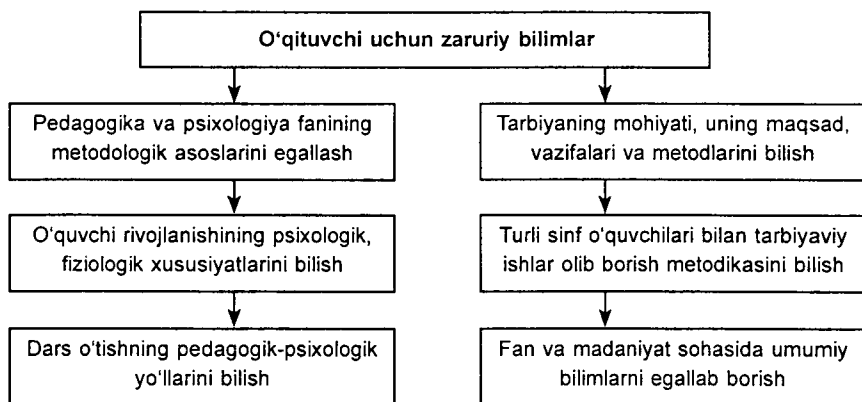 O‘qituvchi uchun zaruriy bilimlar
Pedagogika va psixologiya fanining
metodologik asoslarini egallash
O‘quvchi rivojlanishining psixologik,
fiziologik xususiyatlarini bilish
Dars o‘tishning pedagogik-psixologik
yo‘llarini bilish
Tarbiyaning mohiyati, uning maqsad,
vazifalari va metodlarini bilish
Turli sinf o‘quvchilari bilan tarbiyaviy
ishlar olib borish metodikasini bilish
Fan va madaniyat sohasida umumiy
bilimlarni egallab borish